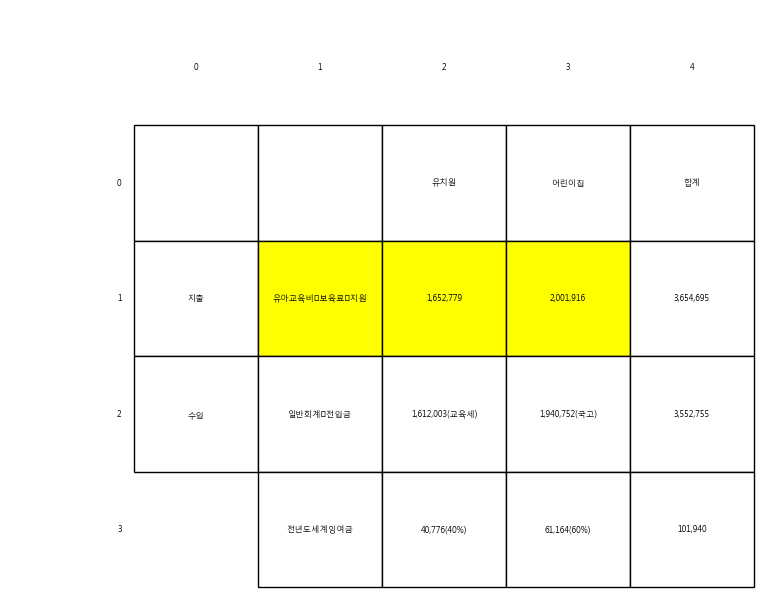 0 1 2 3 4
0 유치원 어린이집 합계
1 지출 유아교육비▯보육료▯지원 1,652,779 2,001,916 3,654,695
2 수입 일반회계▯전입금 1,612,003(교육세) 1,940,752(국고) 3,552,755
3 전년도세계잉여금 40,776(40%) 61,164(60%) 101,940